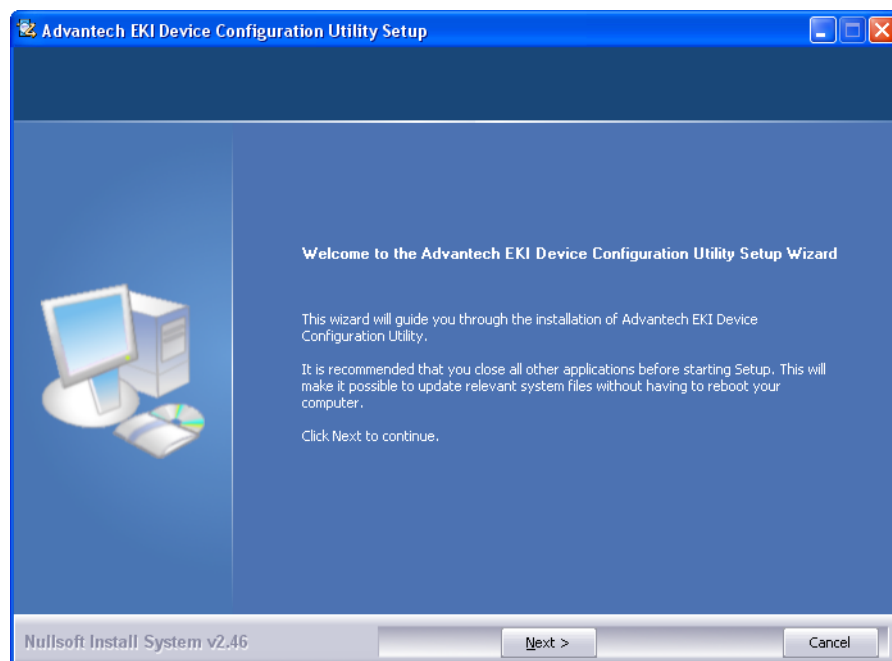 Advantech EKI Device Configuration Utility Setup
Welcome to the Advantech EKI Device Configuration Utility Setup Wizard
This wizard will guide you through the installation of Advantech EKI Device
Configuration Utility.
It is recommended that you close all other applications before starting Setup. This will
make it possible to update relevant system files without having to reboot your
computer.
Click Next to continue.
Nullsoft Install System v2.46
Next >
Cancel